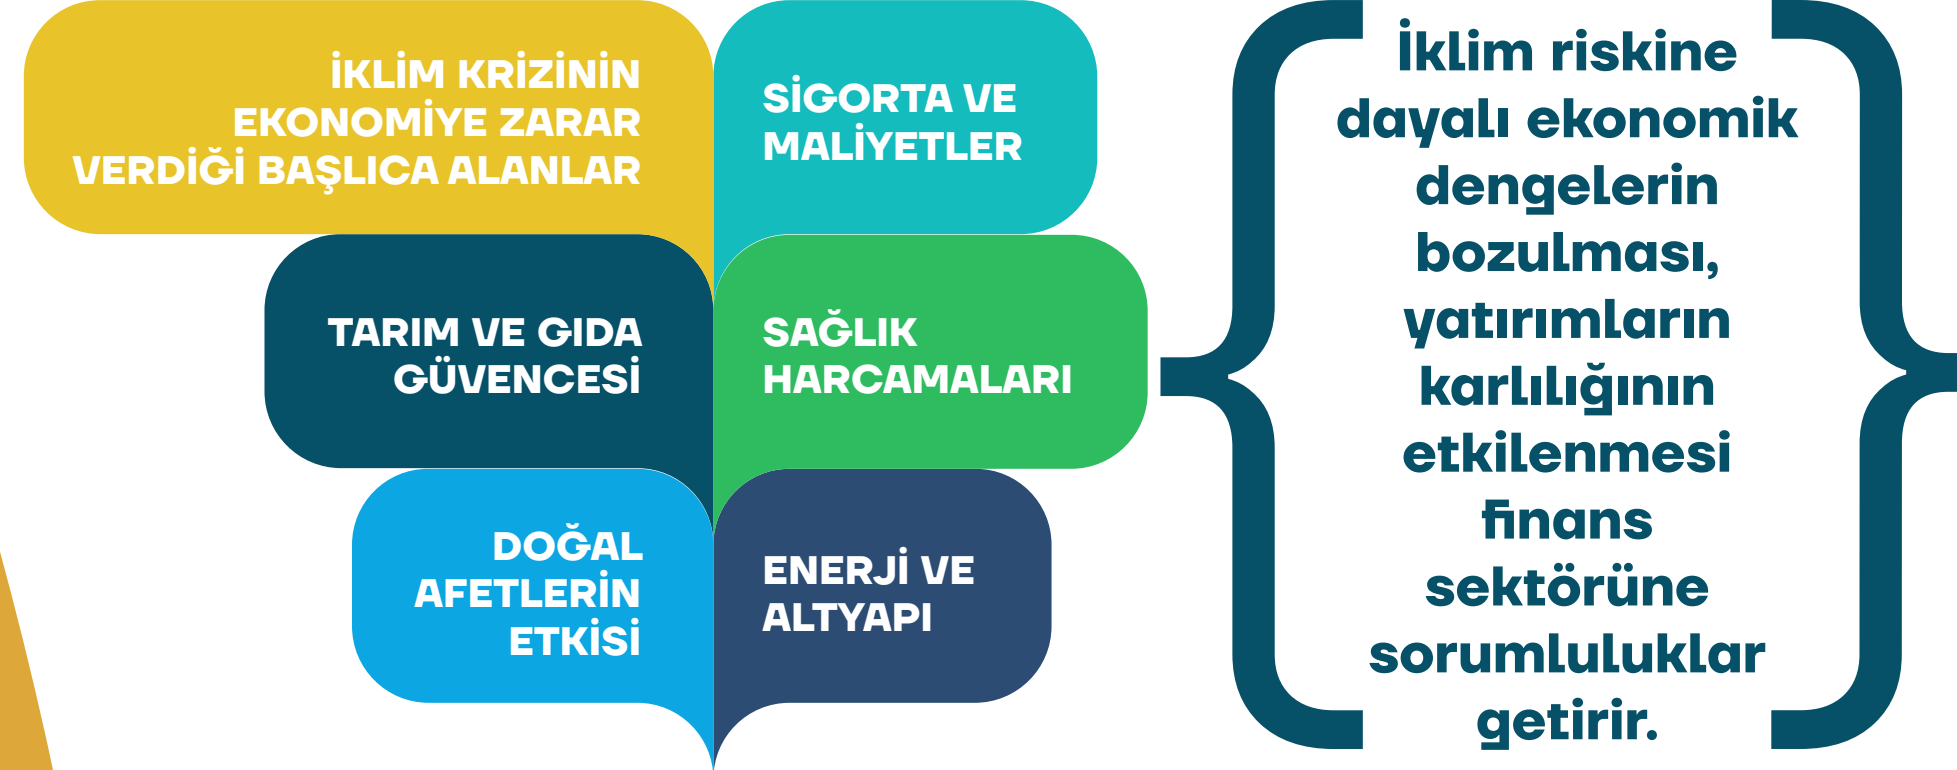 İKLİM KRİZİNİN
EKONOMİYE ZARAR
VERDİĞİ BAŞLICA ALANLAR
SİGORTA VE
MALİYETLER
TARIM VE GIDA
GÜVENCESİ
SAĞLIK
HARCAMALARI
DOĞAL
AFETLERİN
ETKİSİ
ENERJİ VE
ALTYAPI
İklim riskine
dayalı ekonomik
dengelerin
bozulması,
yatırımların
karlılığının
etkilenmesi
finans
sektörüne
sorumluluklar
getirir.